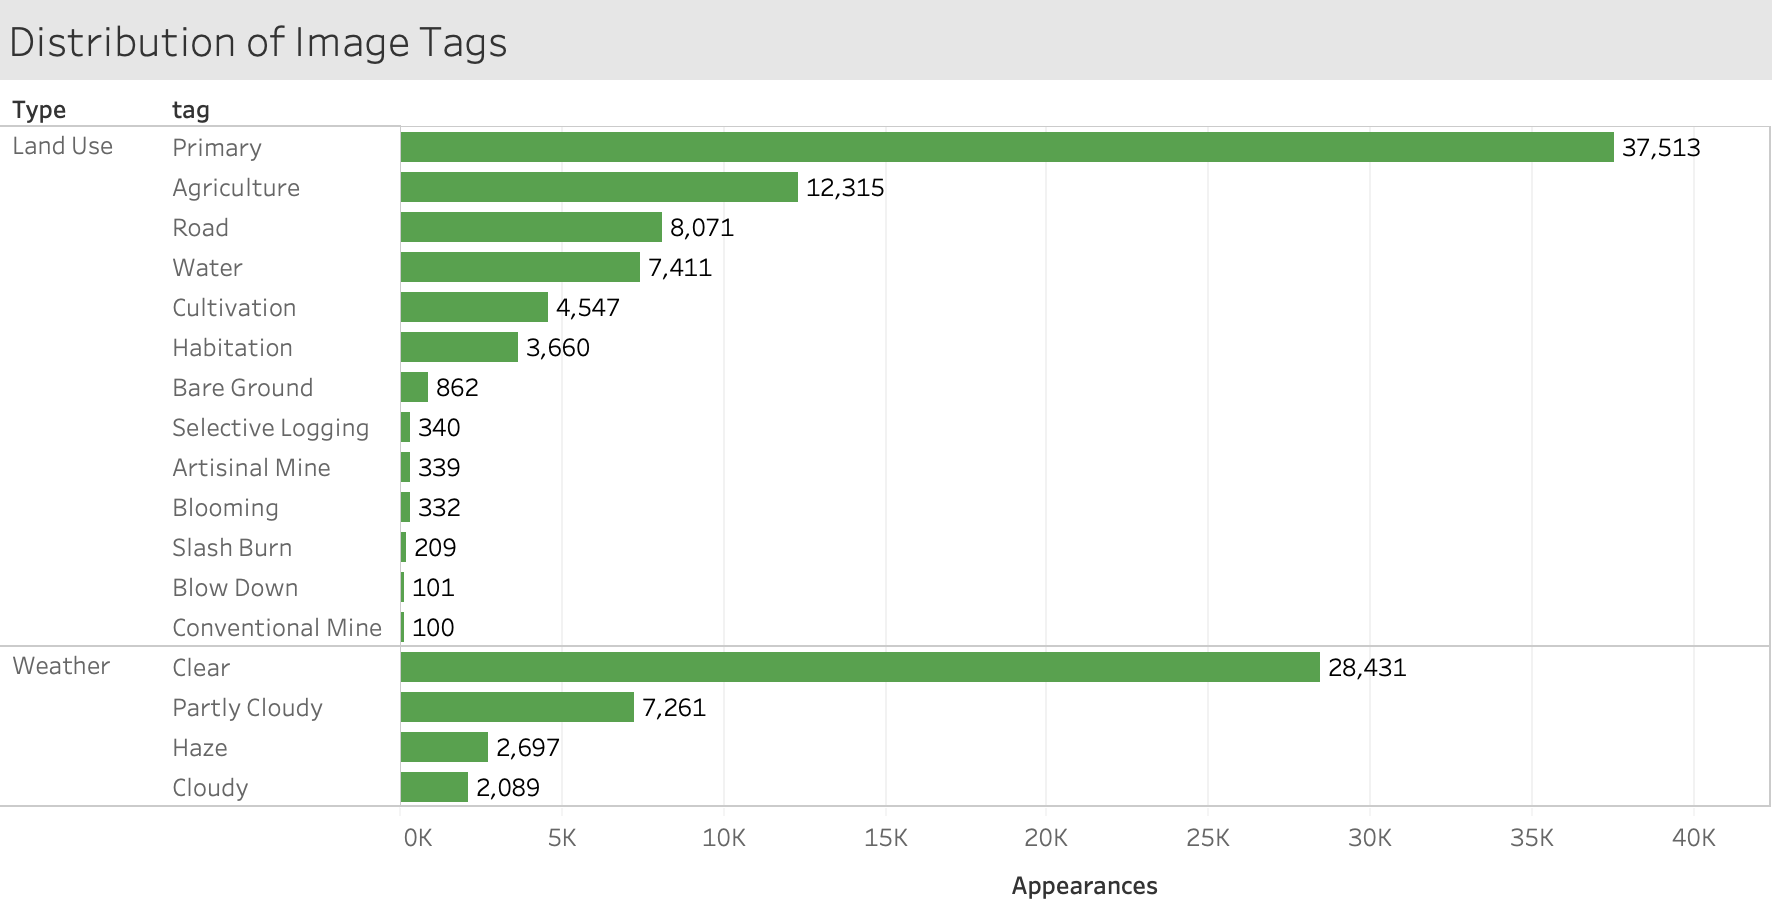 Distribution of Image Tags
Type tag
Land Use Primary 37,513
Agriculture 12,315
Road 8,071
Water 7,411
Cultivation 4,547
Habitation 3,660
Bare Ground 862
Selective Logging 340
Artisinal Mine 339
Blooming 332
Slash Burn 209
Blow Down 101
Conventional Mine 100
Weather Clear 28,431
Partly Cloudy 7,261
Haze 2,697
Cloudy 2,089
0K 5K 10K 15K 20K 25K 30K 35K 40K
Appearances